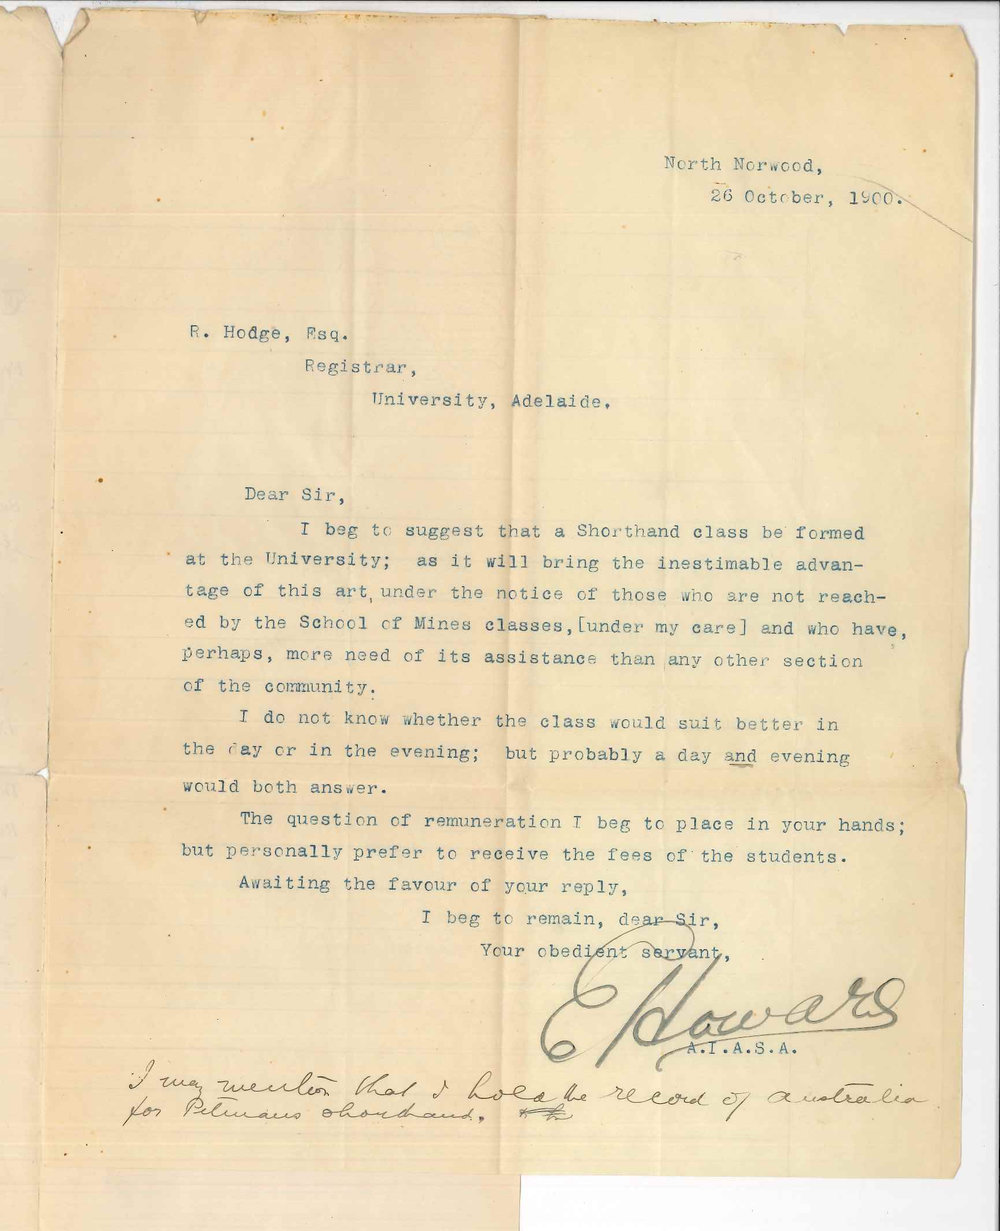 North Norwood,
26 October, 1900.
R. Hodge, Esq.
Registrar,
University, Adelaide.
Dear Sir,
I beg to suggest that a Shorthand class be formed
at the University; as it will bring the inestimable advan-
tage of this art, under the notice of those who are not reach-
ed by the School of Mines classes, [under my care] and who have,
perhaps, more need of its assistance than any other section
of the community.
I do not know whether the class would suit better in
the day or in the evening; but probably a day and evening
would both answer.
The question of remuneration I beg to place in your hands;
but personally prefer to receive the fees of the students.
Awaiting the favour of your reply,
I beg to remain, dear Sir,
Your obedient servant,
E Howard
A.I.A.S.A.
I may mention that I hold the record of Australia
for Pitmans shorthand.